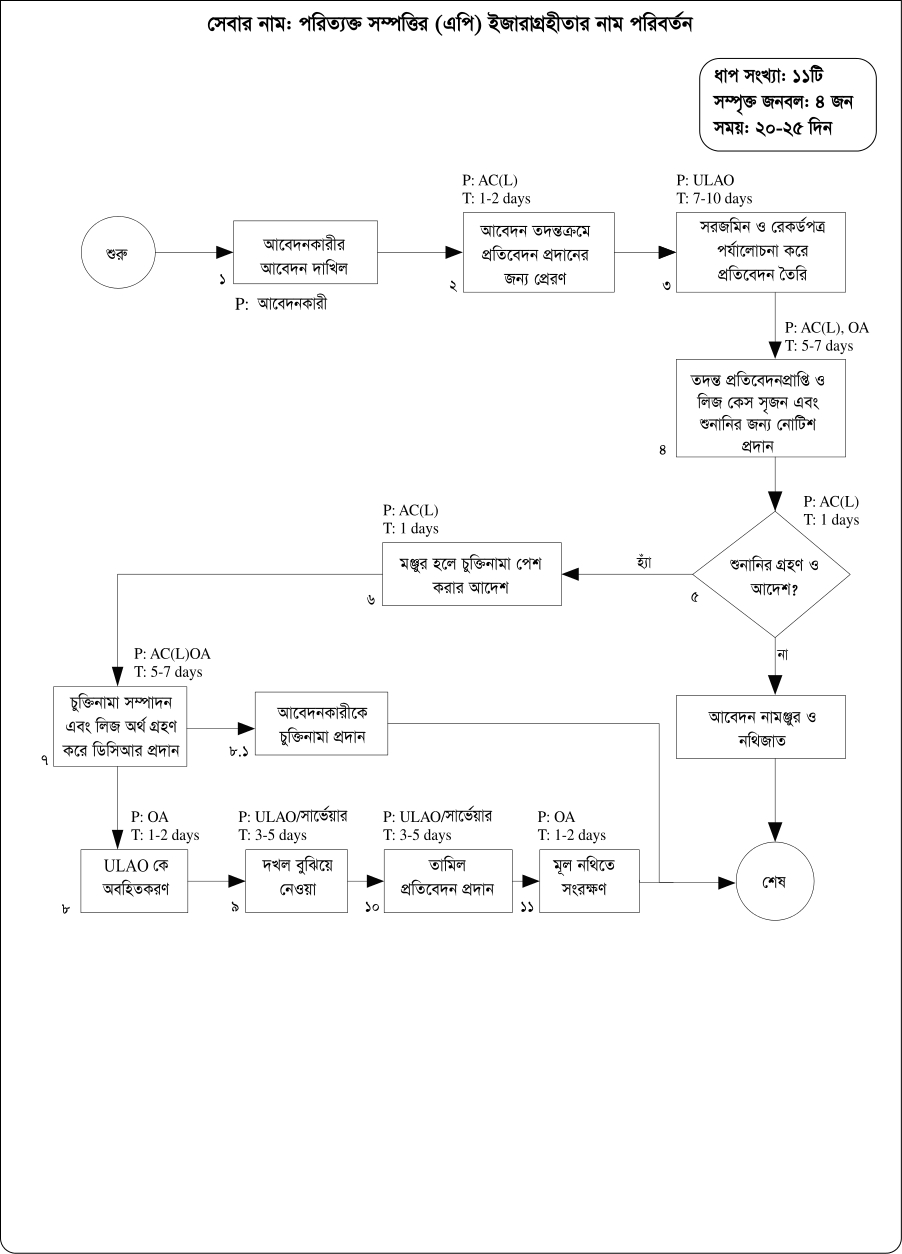 সেবার নাম: পরিত্যক্ত সম্পত্তির (এপি) ইজারাগ্রহীতার নাম পরিবর্তন
ধাপ সংখ্যা: ১১টি
সম্পৃক্ত জনবল: ৪ জন
সময়: ২০-২৫ দিন
শুরু
আবেদনকারীর
আবেদন দাখিল
১
P: আবেদনকারী
P: AC(L)
T: 1-2 days
আবেদন তদন্তক্রমে
প্রতিবেদন প্রদানের
জন্য প্রেরণ
২
P: ULAO
T: 7-10 days
সরজমিন ও রেকর্ডপত্র
পর্যালোচনা করে
প্রতিবেদন তৈরি
৩
P: AC(L), OA
T: 5-7 days
তদন্ত প্রতিবেদনপ্রাপ্তি ও
লিজ কেস সৃজন এবং
শুনানির জন্য নোটিশ
প্রদান
৪
P: AC(L)
T: 1 days
শুনানির গ্রহণ ও
আদেশ?
৫
হ্যাঁ
না
P: AC(L)
T: 1 days
মঞ্জুর হলে চুক্তিনামা পেশ
করার আদেশ
৬
আবেদন নামঞ্জুর ও
নথিজাত
P: AC(L)OA
T: 5-7 days
চুক্তিনামা সম্পাদন
এবং লিজ অর্থ গ্রহণ
করে ডিসিআর প্রদান
৭
আবেদনকারীকে
চুক্তিনামা প্রদান
৮.১
P: OA
T: 1-2 days
ULAO কে
অবহিতকরণ
৮
P: ULAO/সার্ভেয়ার
T: 3-5 days
দখল বুঝিয়ে
নেওয়া
৯
P: ULAO/সার্ভেয়ার
T: 3-5 days
তামিল
প্রতিবেদন প্রদান
১০
P: OA
T: 1-2 days
মূল নথিতে
সংরক্ষণ
১১
শেষ